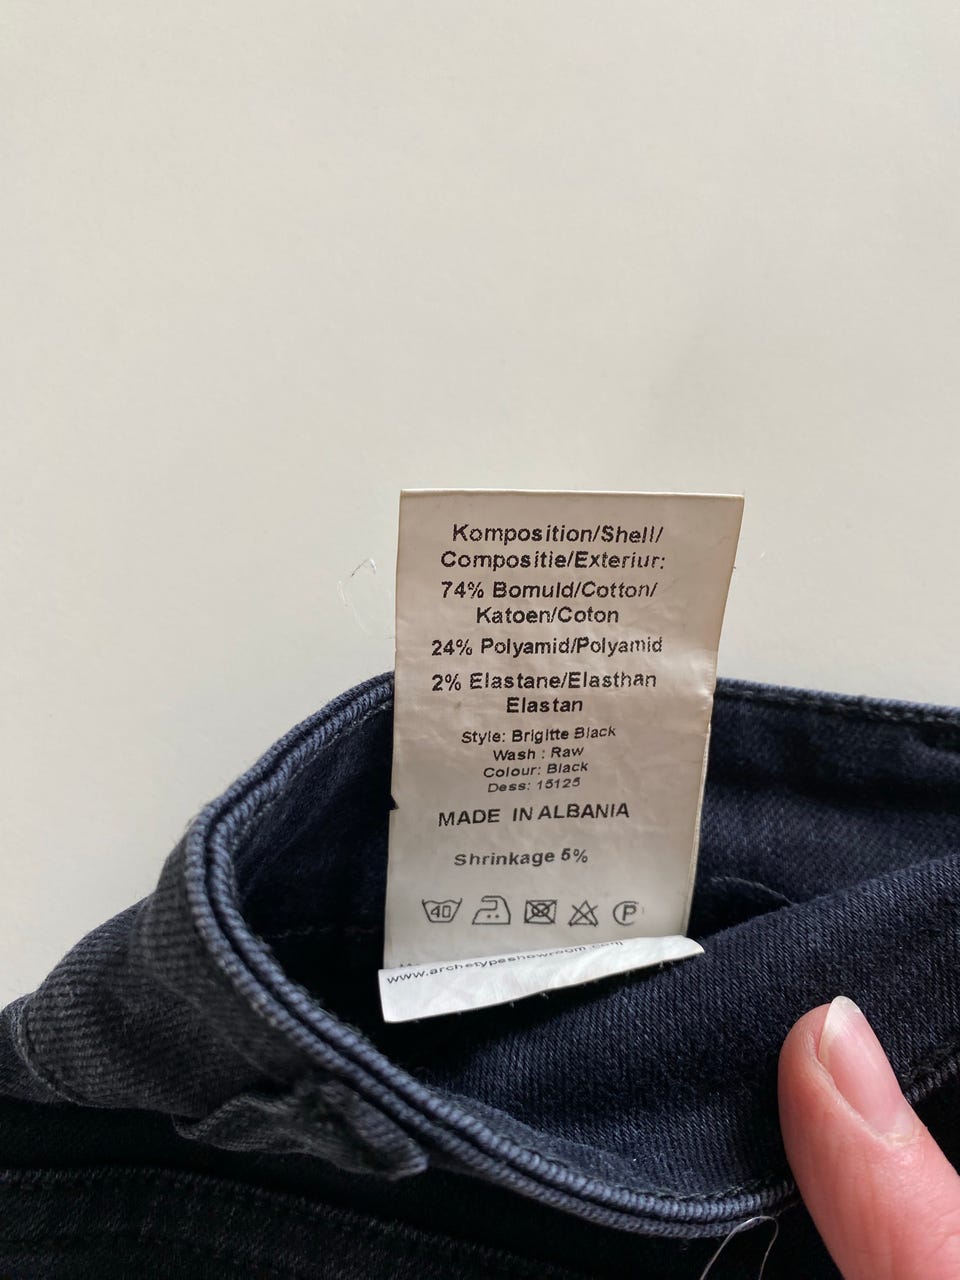 Komposition/Shell/
Compositie/Exteriur:
74% Bomuld/Cotton/
Katoen/Coton
24% Polyamid/Polyamid
2% Elastane/Elasthan
Elastan
Style: Brigitte Black
Wash : Raw
Colour: Black
Dess: 15125
MADE IN ALBANIA
Shrinkage 5%
40 P
www.archetypeshowroom.com